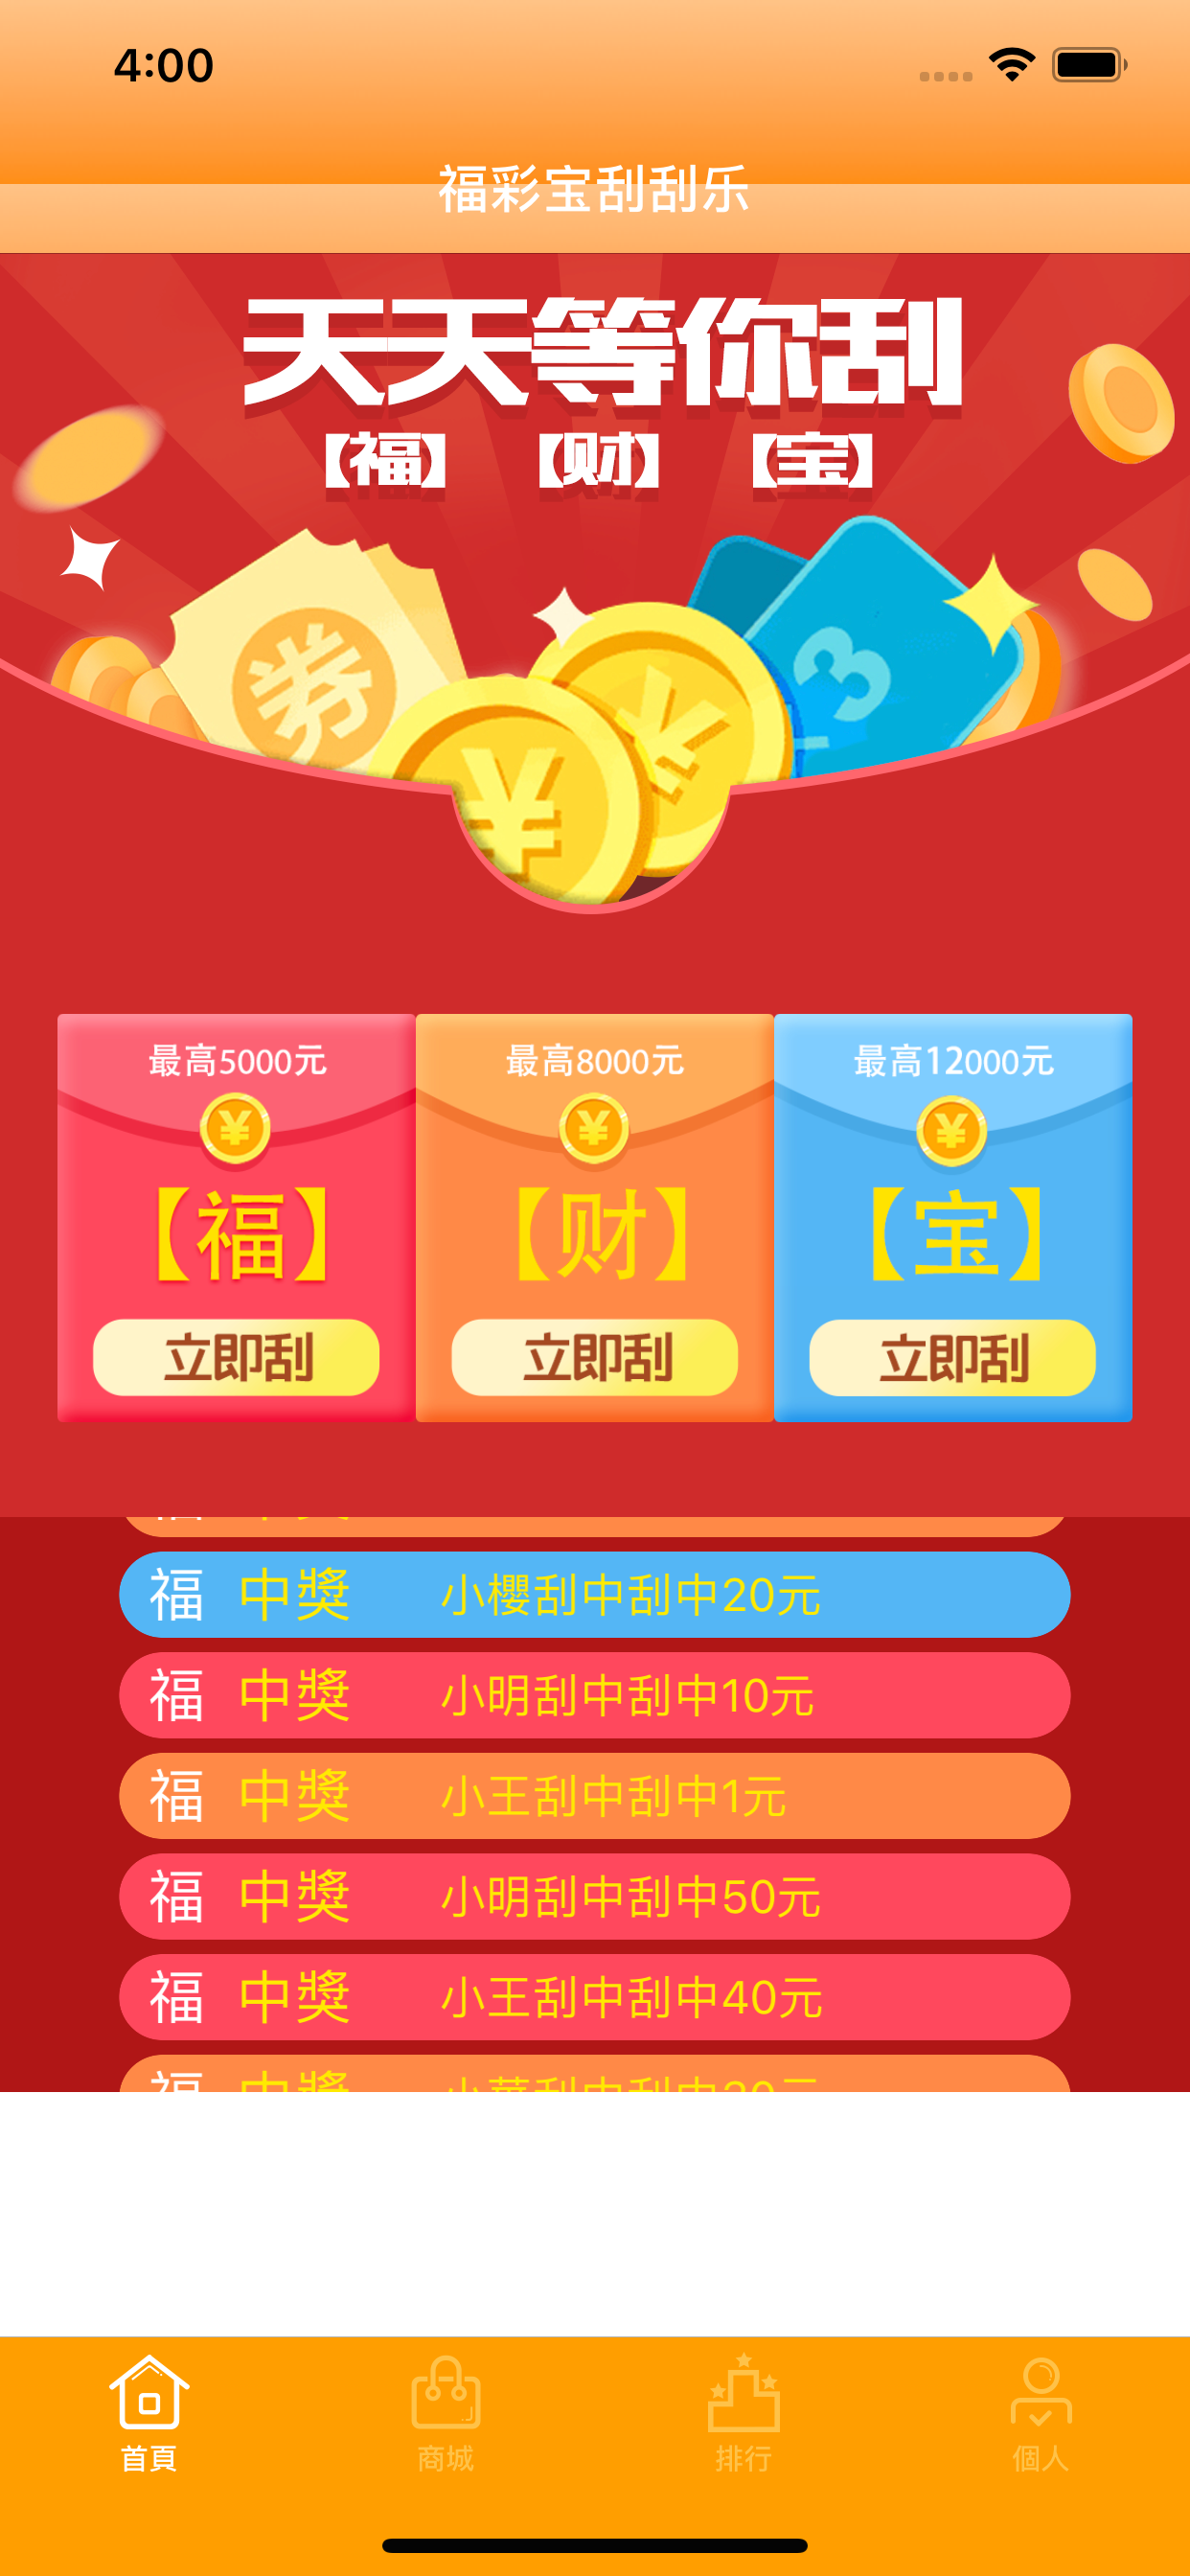 4:00
福彩宝刮刮乐
天天等你刮
【福】 【财】 【宝】
券
¥
¥
3
最高5000元 最高8000元 最高12000元
¥ ¥ ¥
【福】 【财】 【宝】
立即刮 立即刮 立即刮
福 中獎 小櫻刮中刮中20元
福 中獎 小明刮中刮中10元
福 中獎 小王刮中刮中1元
福 中獎 小明刮中刮中50元
福 中獎 小王刮中刮中40元
首頁 商城 排行 個人